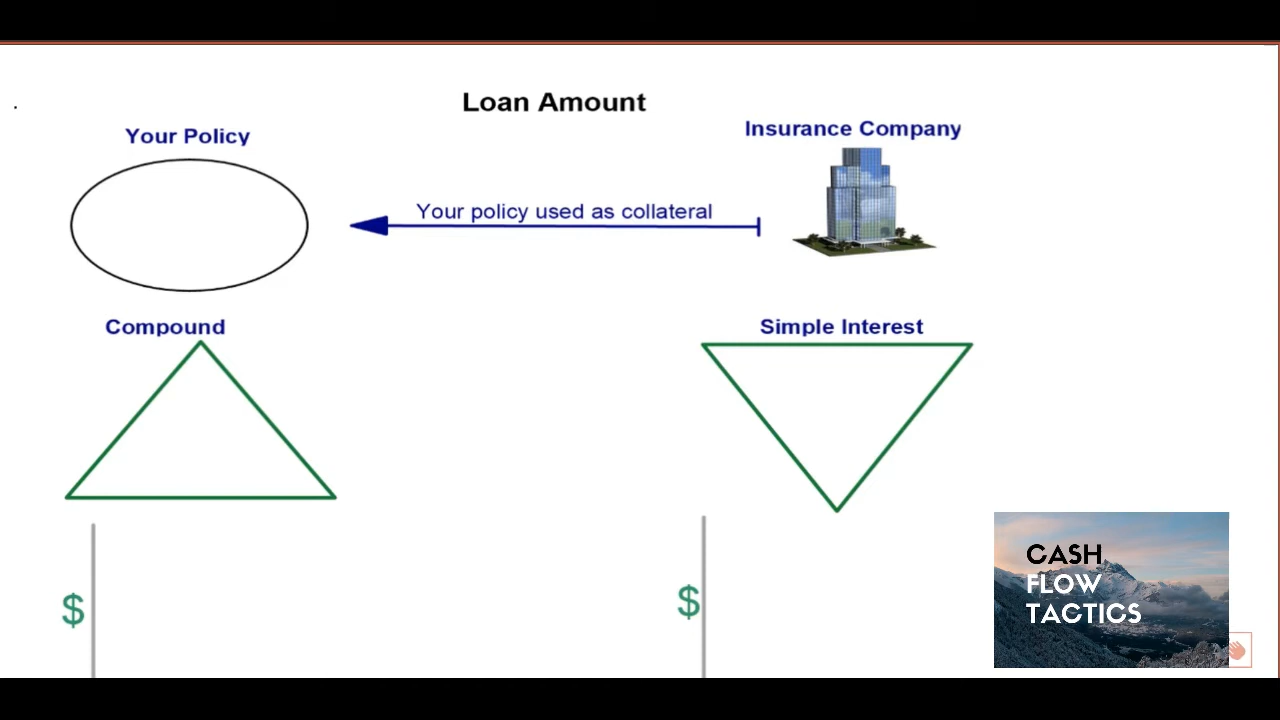 Loan Amount
Your Policy
Insurance Company
Your policy used as collateral
Compound
Simple Interest
$
$
CASH
FLOW
TACTICS